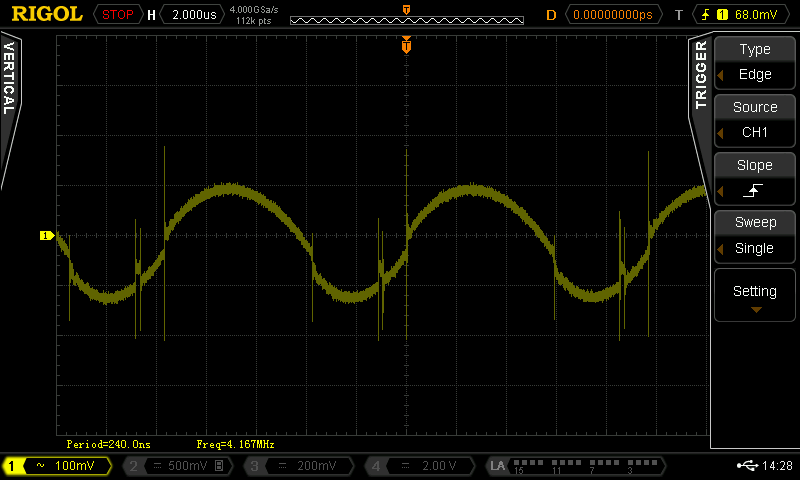 RIGOL STOP H 2.000us 4.000GSa/s 112k pts D 0.00000000ps T 1 68.0mV
T
T
VERTICAL
TRIGGER
Type
Edge
Source
CH1
Slope
Sweep
Single
Setting
1
Period=240.0ns Freq=4.167MHz
1 ~ 100mV 2 500mV 3 200mV 4 2.00 V LA 15 11 7 3 14:28